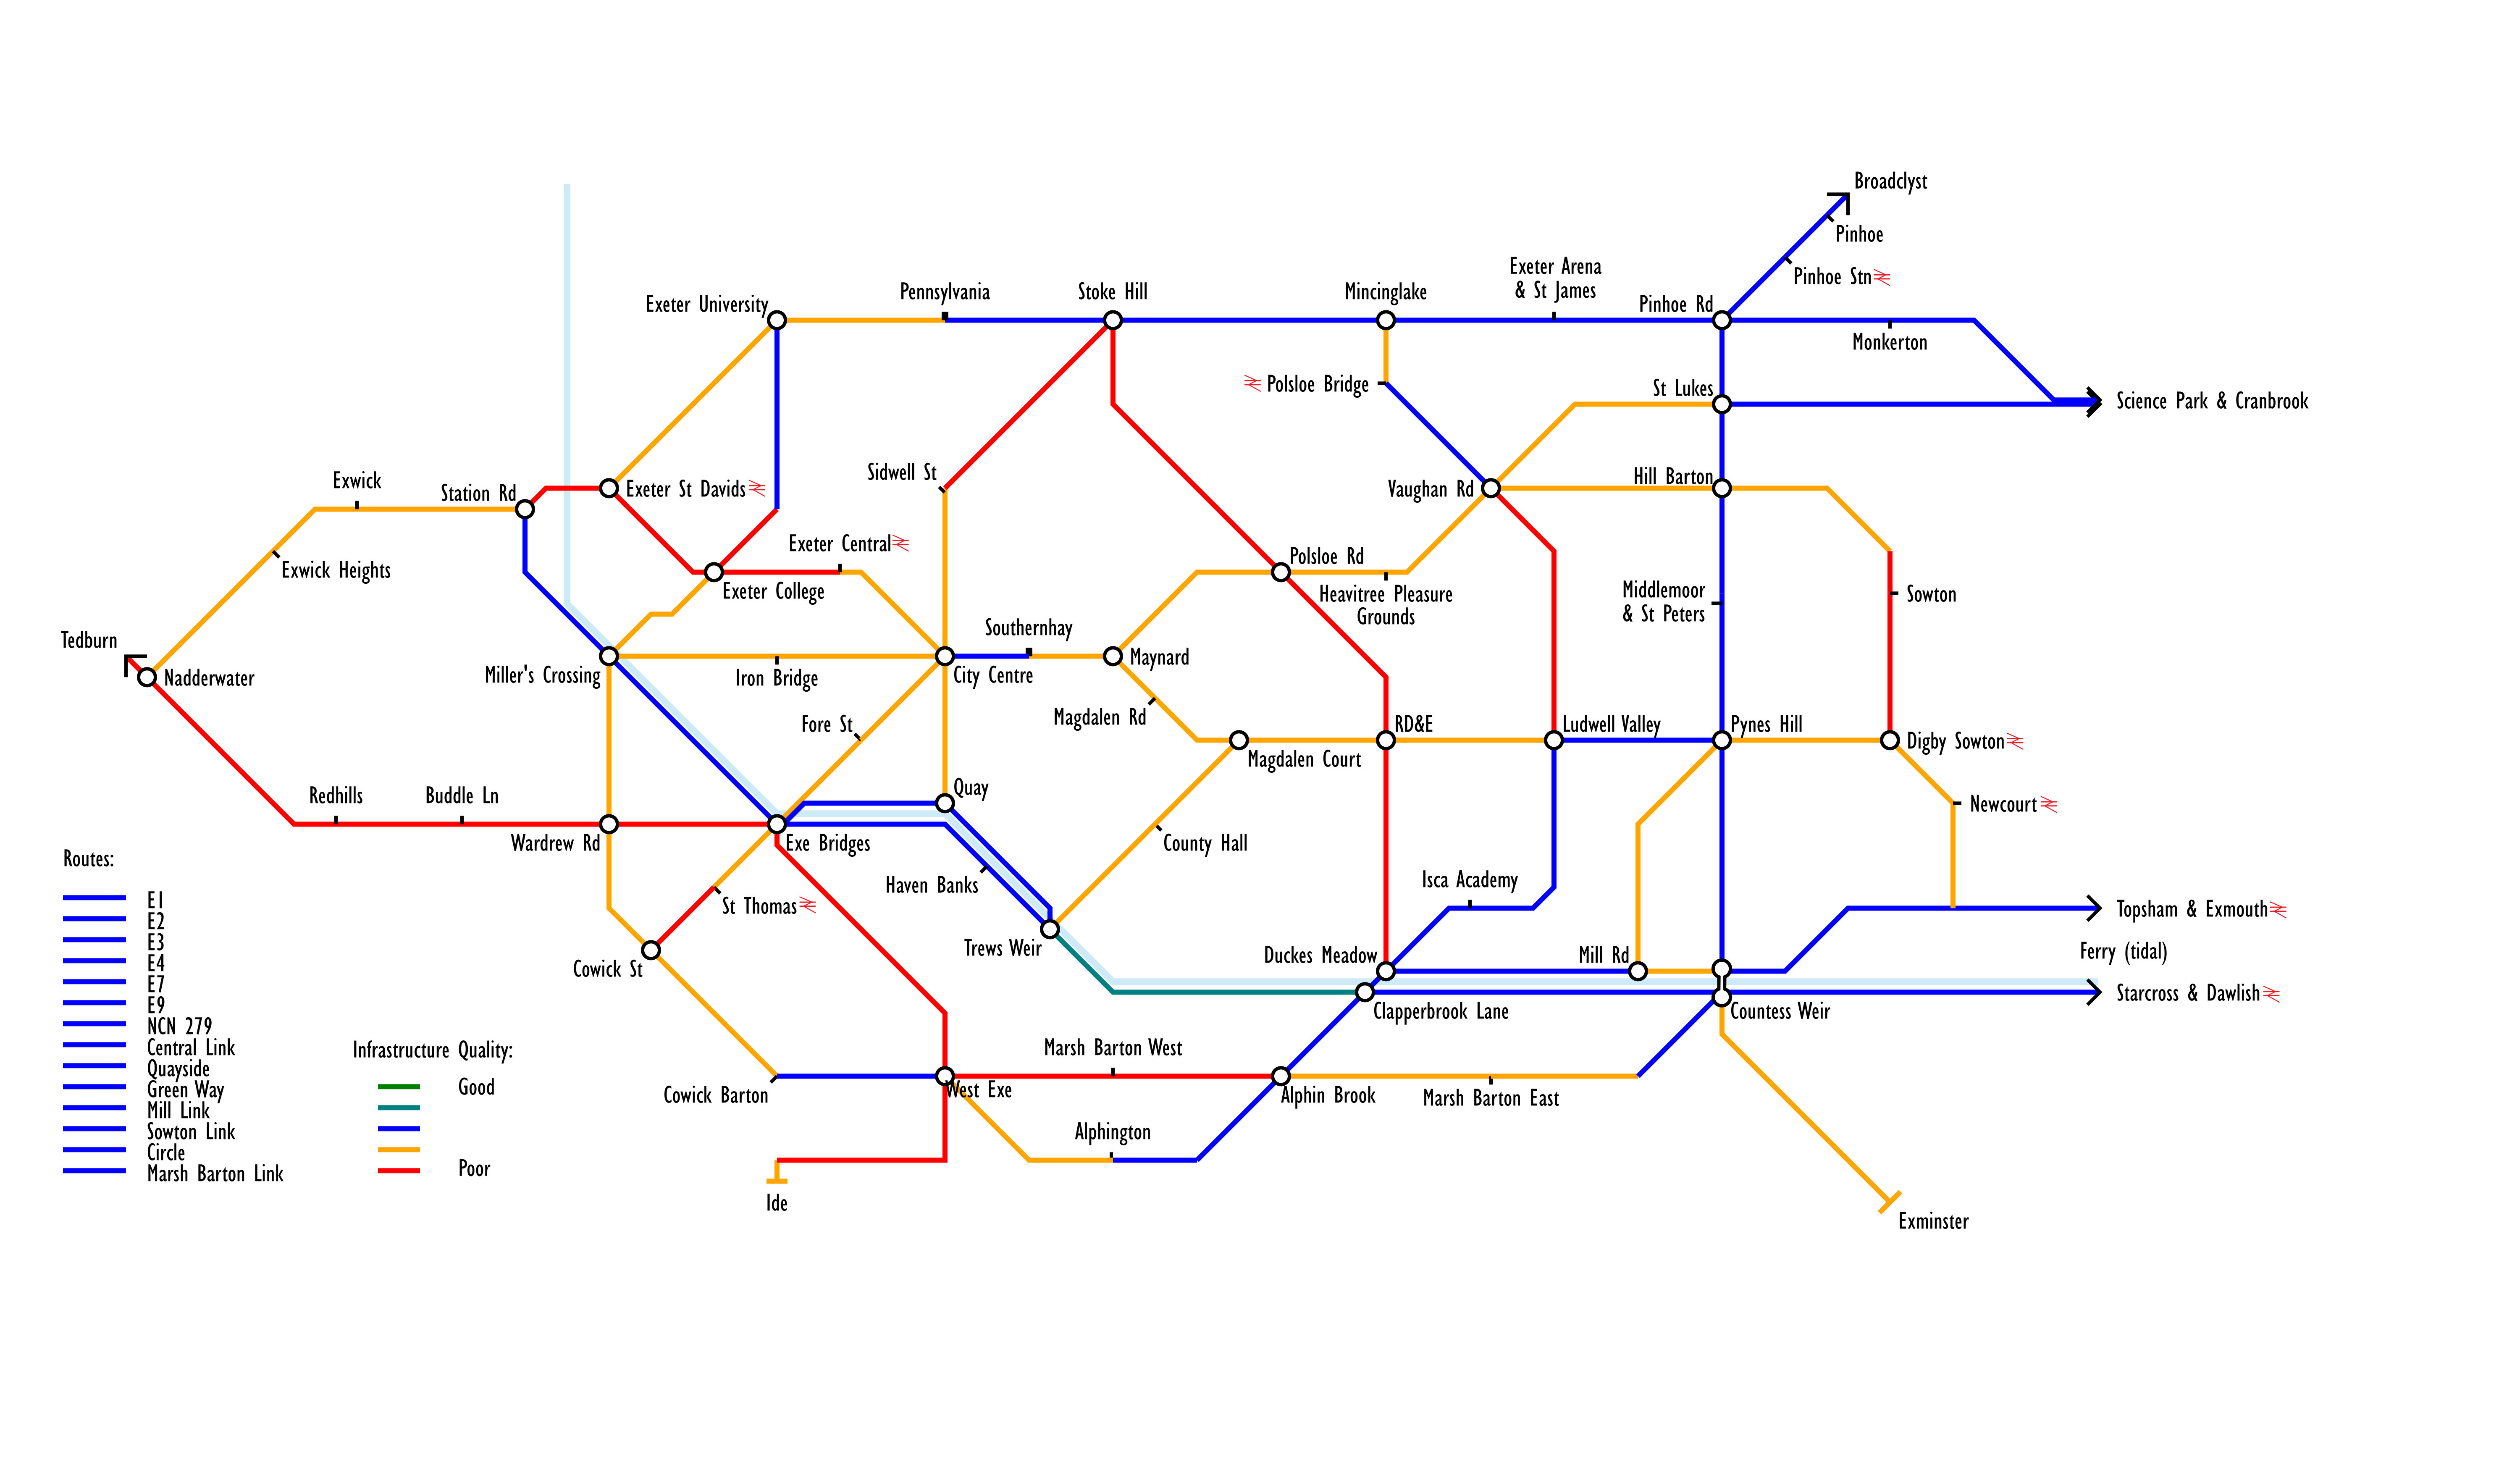 Broadclyst
Pinhoe
Pinhoe Stn
Exeter University
Pennsylvania
Stoke Hill
Mincinglake
Exeter Arena
& St James
Pinhoe Rd
Monkerton
Polsloe Bridge
St Lukes
Science Park & Cranbrook
Exwick
Station Rd
Exeter St Davids
Sidwell St
Vaughan Rd
Hill Barton
Exwick Heights
Exeter Central
Exeter College
Polsloe Rd
Heavitree Pleasure
Grounds
Middlemoor
& St Peters
Sowton
Tedburn
Nadderwater
Miller's Crossing
Iron Bridge
Southernhay
City Centre
Maynard
Magdalen Rd
Fore St
Magdalen Court
RD&E
Ludwell Valley
Pynes Hill
Digby Sowton
Redhills
Buddle Ln
Quay
Newcourt
Wardrew Rd
Exe Bridges
County Hall
Haven Banks
Isca Academy
St Thomas
Topsham & Exmouth
Trews Weir
Duckes Meadow
Mill Rd
Ferry (tidal)
Cowick St
Clapperbrook Lane
Countess Weir
Starcross & Dawlish
Marsh Barton West
Cowick Barton
West Exe
Alphin Brook
Marsh Barton East
Alphington
Ide
Exminster
Routes:
E1
E2
E3
E4
E7
E9
NCN 279
Central Link
Quayside
Green Way
Mill Link
Sowton Link
Circle
Marsh Barton Link
Infrastructure Quality:
Good
Poor